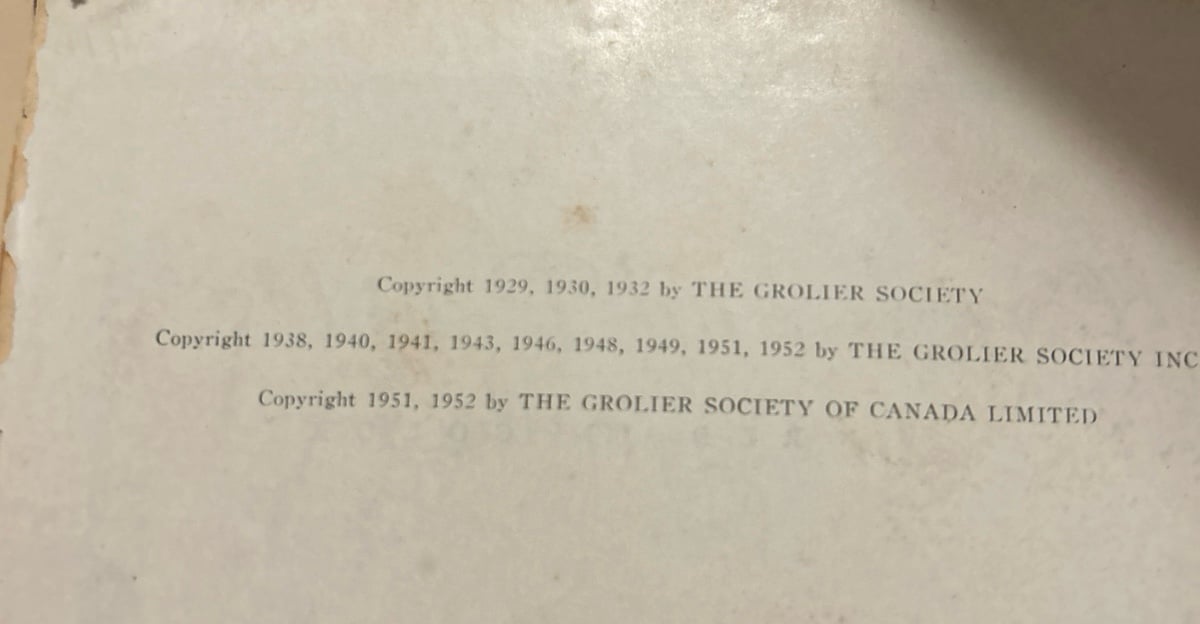 Copyright 1929, 1930, 1932 by THE GROLIER SOCIETY
Copyright 1938, 1940, 1941, 1943, 1946, 1948, 1949, 1951, 1952 by THE GROLIER SOCIETY INC
Copyright 1951, 1952 by THE GROLIER SOCIETY OF CANADA LIMITED